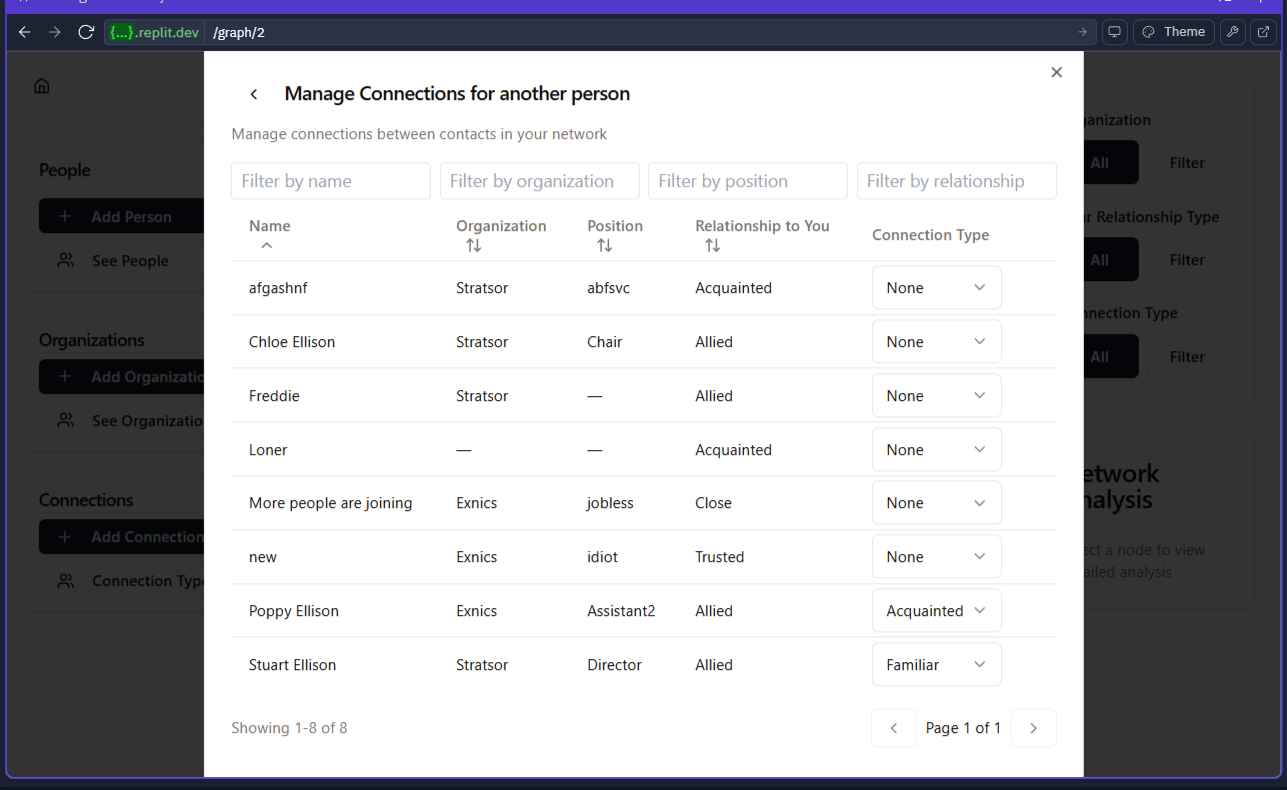 {...}.replit.dev /graph/2
Theme
Manage Connections for another person
Manage connections between contacts in your network
Filter by name Filter by organization Filter by position Filter by relationship
Name Organization Position Relationship to You Connection Type
afgashnf Stratsor abfsvc Acquainted None
Chloe Ellison Stratsor Chair Allied None
Freddie Stratsor — Allied None
Loner — — Acquainted None
More people are joining Exnics jobless Close None
new Exnics idiot Trusted None
Poppy Ellison Exnics Assistant2 Allied Acquainted
Stuart Ellison Stratsor Director Allied Familiar
Showing 1-8 of 8
Page 1 of 1
People
Add Person
See People
Organizations
Add Organizatio
See Organizatio
Connections
Add Connection
Connection Typ
ganization
All Filter
r Relationship Type
All Filter
nnection Type
All Filter
etwork
nalysis
ect a node to view
ailed analysis